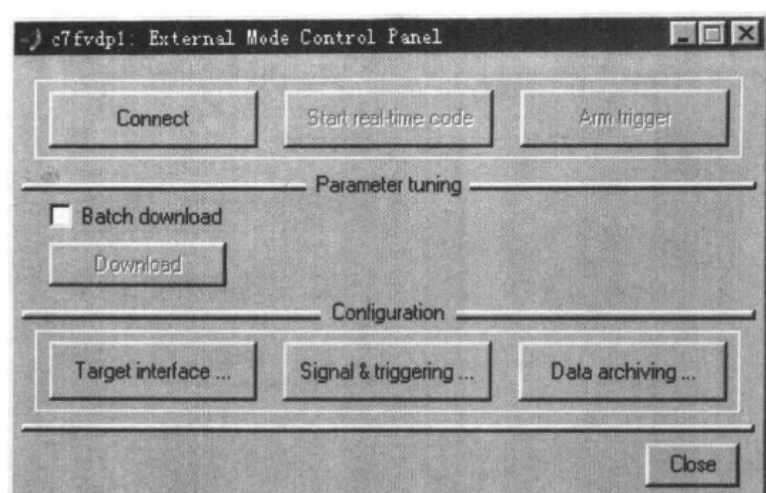 c7fvdp1: External Mode Control Panel
Connect Start real-time code Arm trigger
Parameter tuning
Batch download
Download
Configuration
Target interface ... Signal & triggering ... Data archiving ...
Close